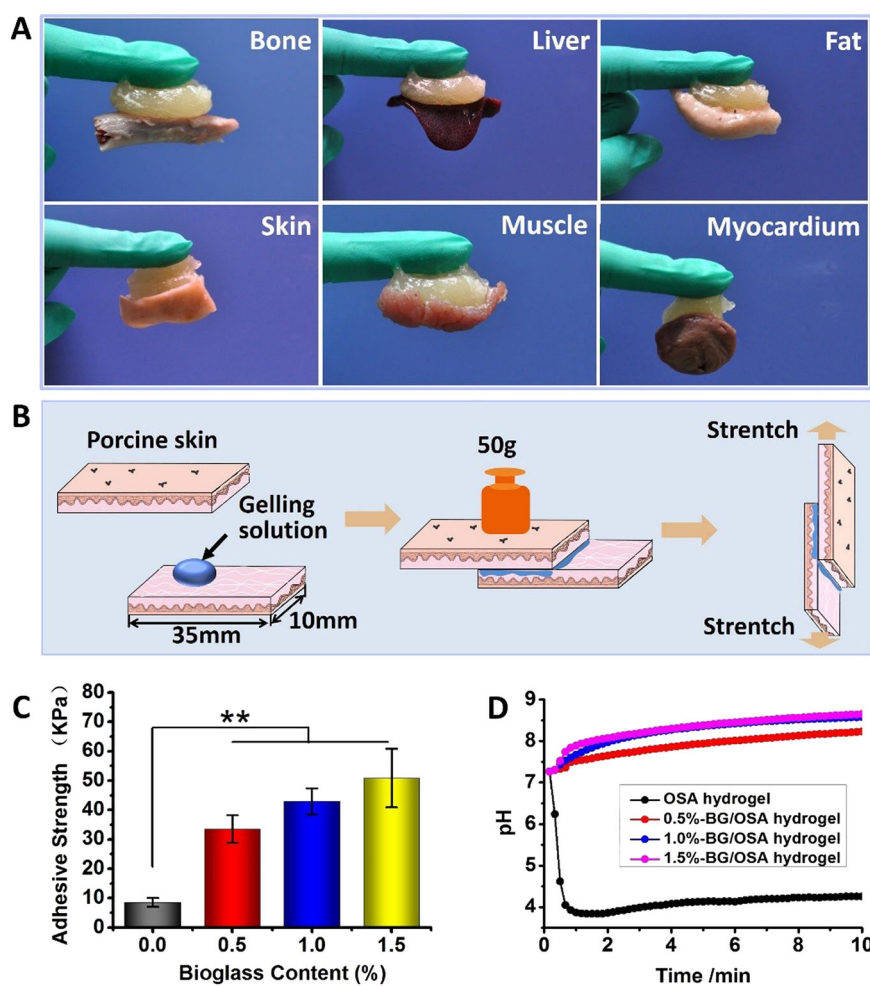 A
Bone
Liver
Fat
Skin
Muscle
Myocardium
B
Porcine skin
Gelling
solution
35mm
10mm
50g
Strentch
Strentch
C
Adhesive Strength （KPa）
80
70
60
50
40
30
20
10
0
**
0.0
0.5
1.0
1.5
Bioglass Content (%)
D
pH
9
8
7
6
5
4
OSA hydrogel
0.5%-BG/OSA hydrogel
1.0%-BG/OSA hydrogel
1.5%-BG/OSA hydrogel
0
2
4
6
8
10
Time /min